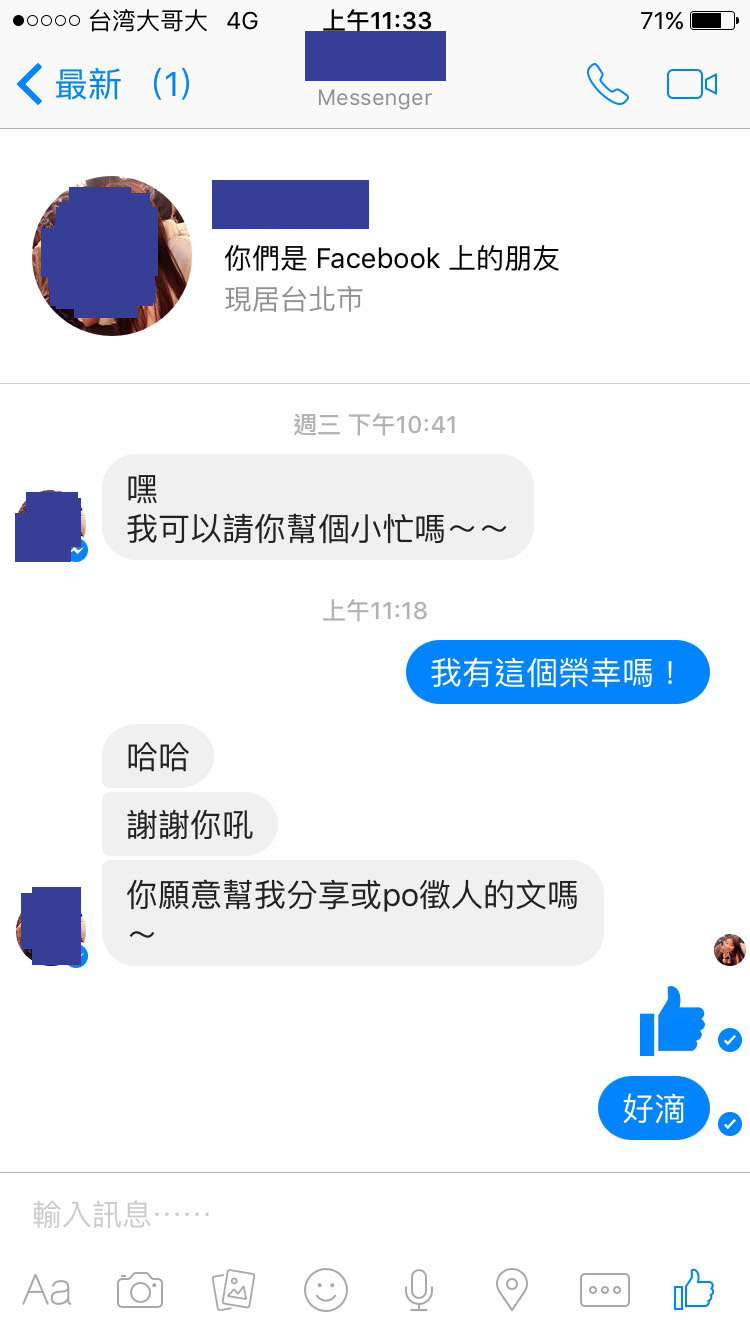 台湾大哥大 4G 上午11:33 71%
最新 (1)
Messenger
你們是 Facebook 上的朋友
現居台北市
週三 下午10:41
嘿
我可以請你幫個小忙嗎～～
上午11:18
我有這個榮幸嗎！
哈哈
謝謝你吼
你願意幫我分享或po徵人的文嗎
～
好滴
輸入訊息⋯⋯
Aa